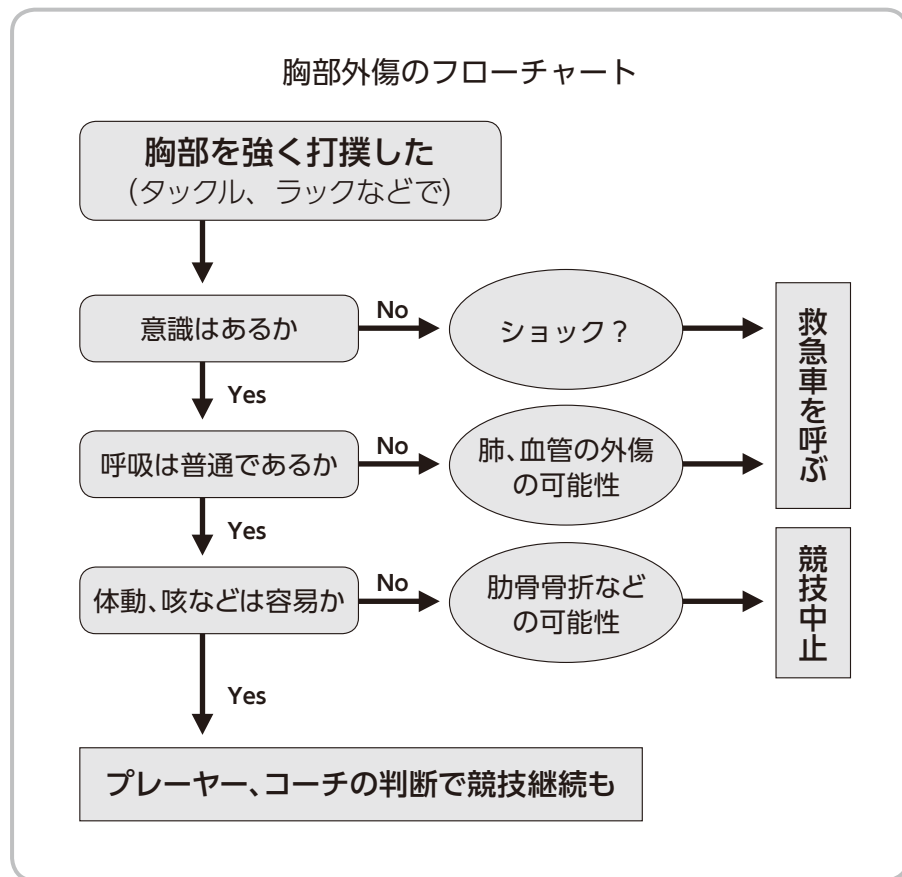 胸部外傷のフローチャート
胸部を強く打撲した
(タックル、ラックなどで)
意識はあるか
No
ショック？
救急車を呼ぶ
Yes
呼吸は普通であるか
No
肺、血管の外傷
の可能性
Yes
体動、咳などは容易か
No
肋骨骨折など
の可能性
競技中止
Yes
プレーヤー、コーチの判断で競技継続も